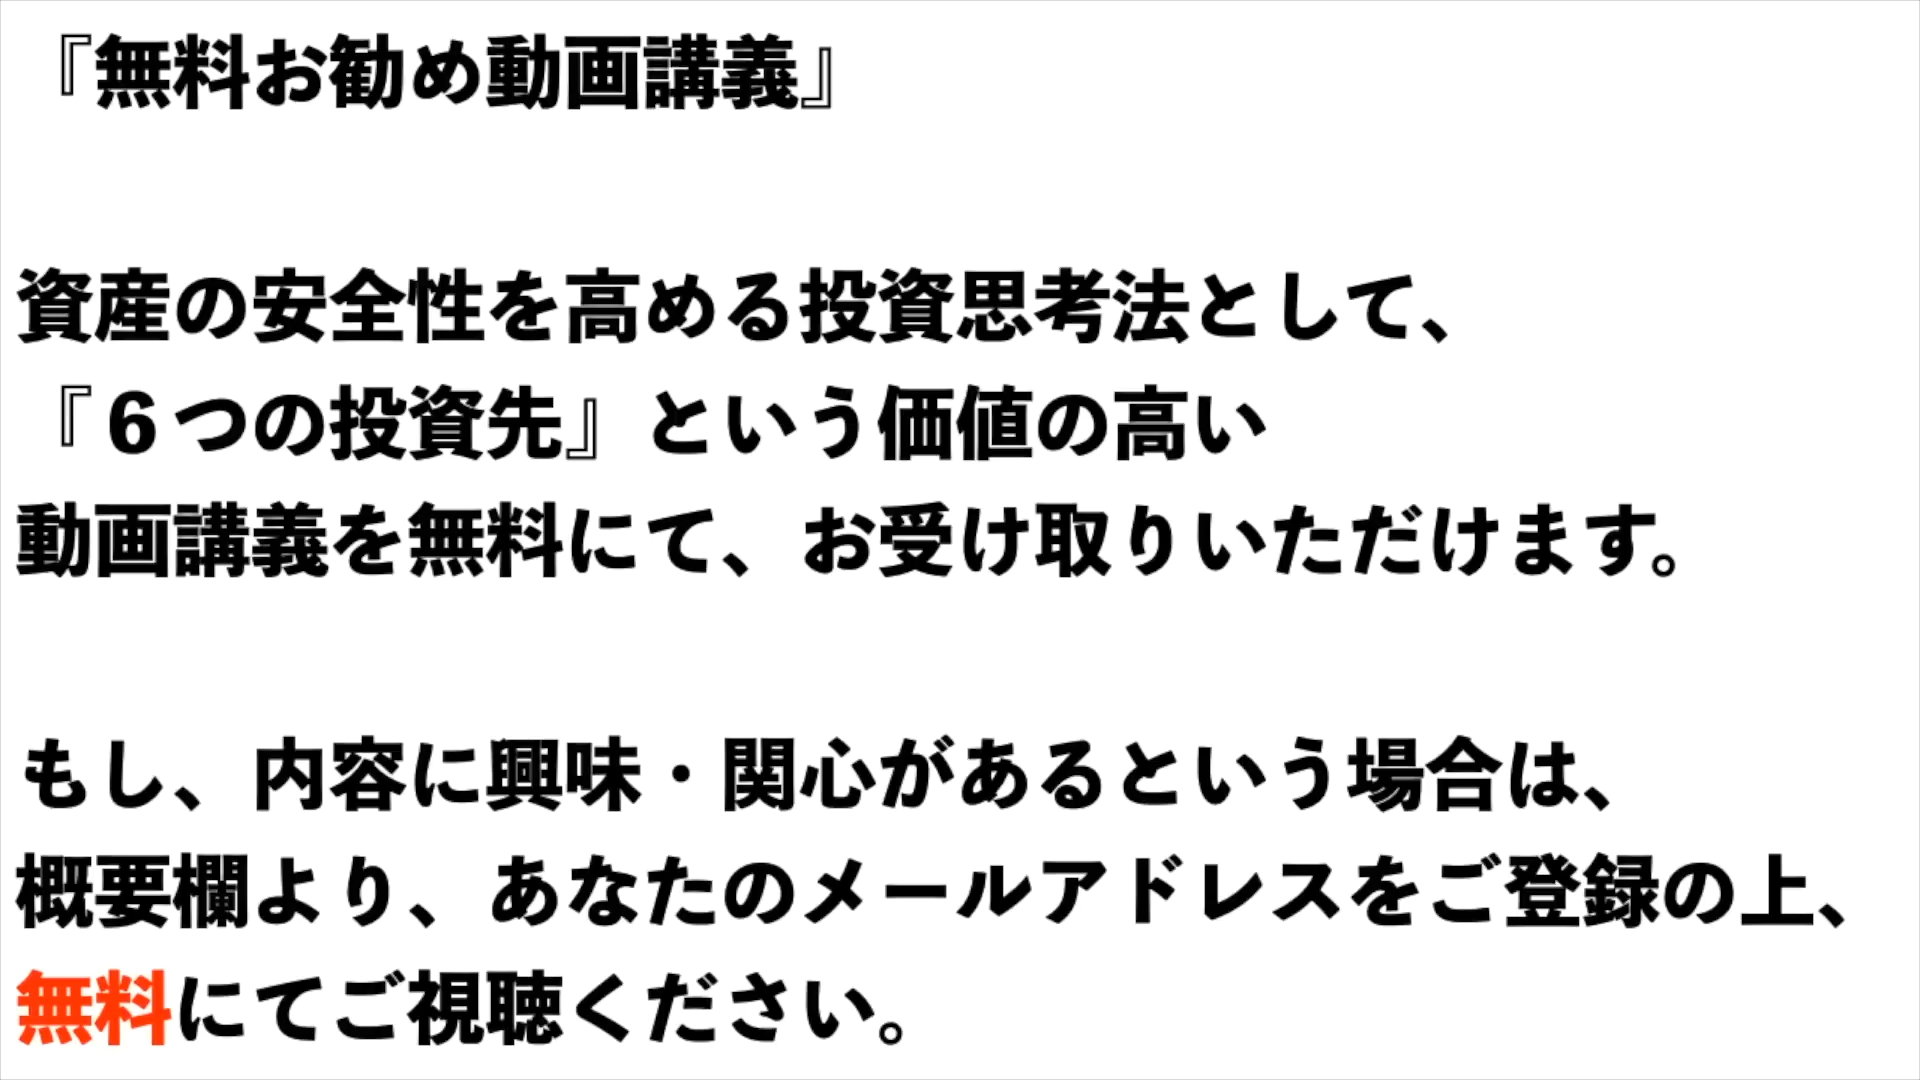 『無料お勧め動画講義』
資産の安全性を高める投資思考法として、
『６つの投資先』という価値の高い
動画講義を無料にて、お受け取りいただけます。
もし、内容に興味・関心があるという場合は、
概要欄より、あなたのメールアドレスをご登録の上、
無料にてご視聴ください。